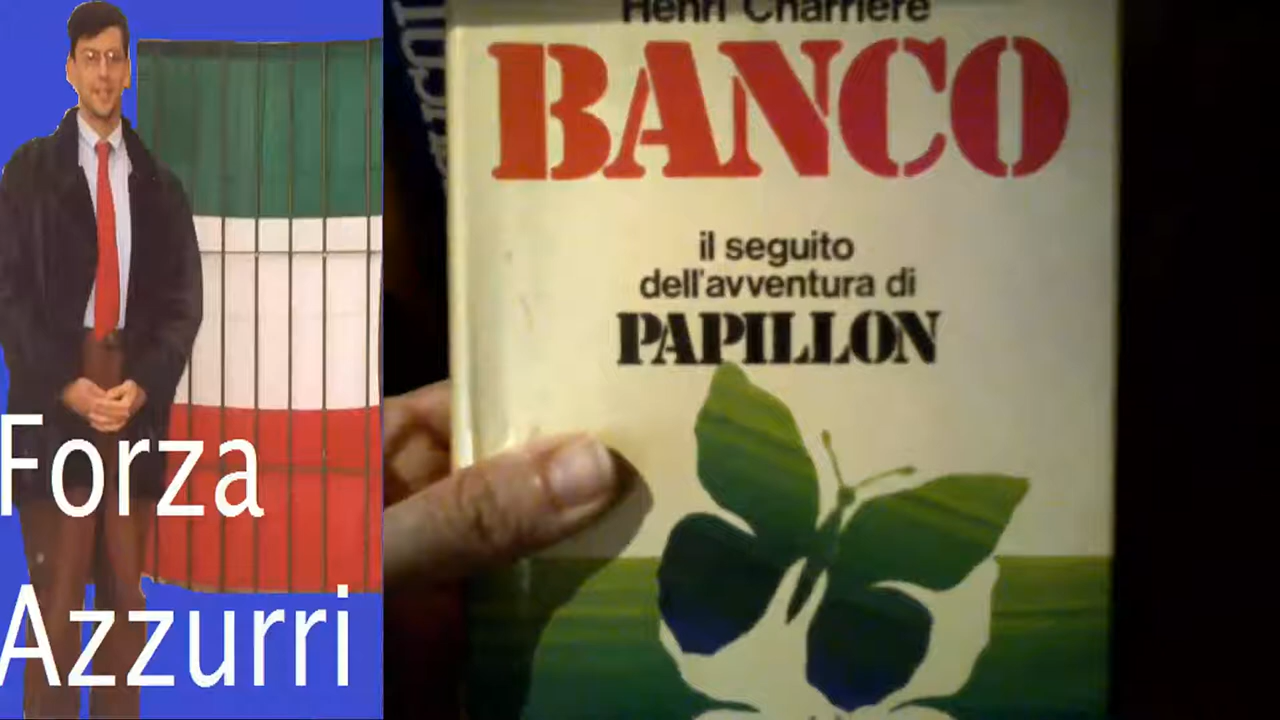 Forza
Azzurri
Henri Charrière
BANCO
il seguito
dell'avventura di
PAPILLON